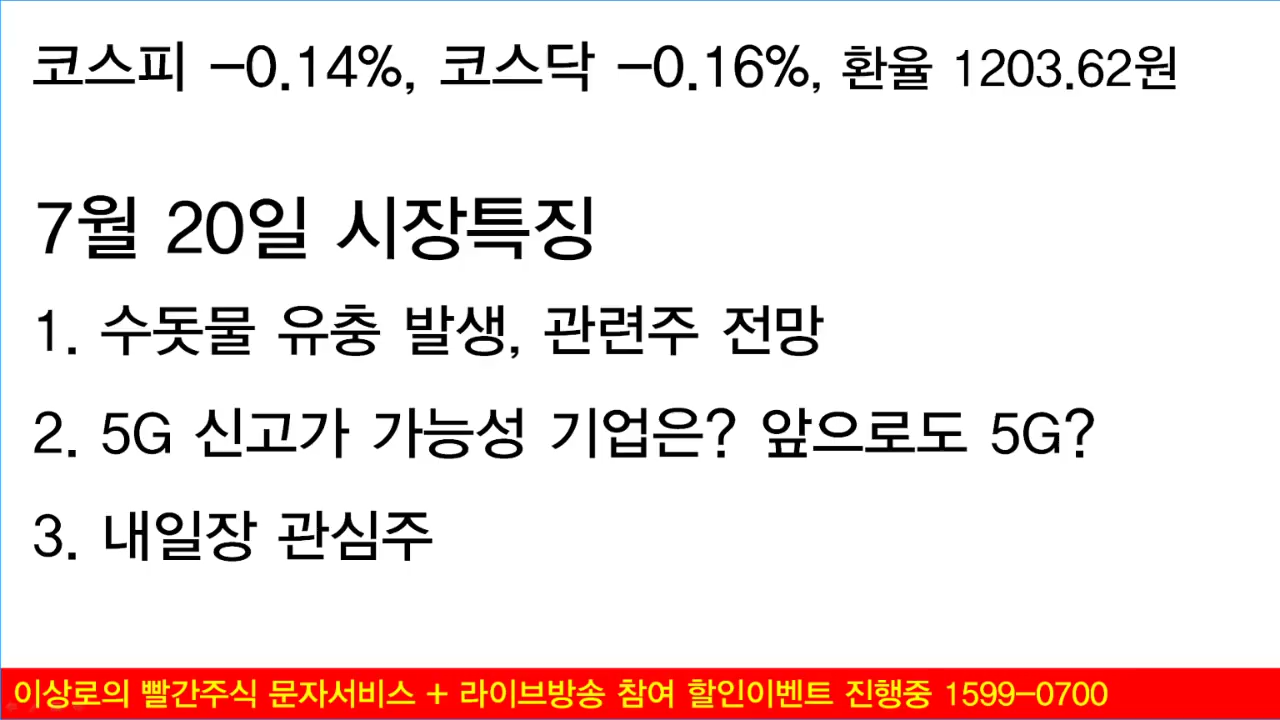 코스피 -0.14%, 코스닥 -0.16%, 환율 1203.62원
7월 20일 시장특징
1. 수돗물 유충 발생, 관련주 전망
2. 5G 신고가 가능성 기업은? 앞으로도 5G?
3. 내일장 관심주
이상로의 빨간주식 문자서비스 + 라이브방송 참여 할인이벤트 진행중 1599-0700